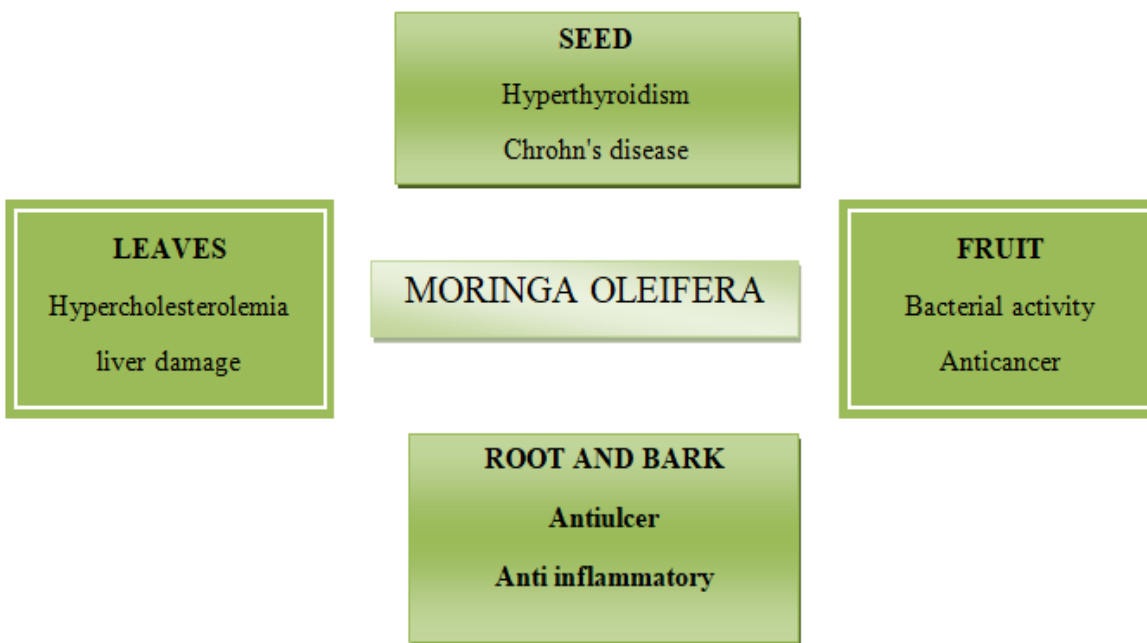 SEED
Hyperthyroidism
Chrohn's disease
LEAVES
Hypercholesterolemia
liver damage
MORINGA OLEIFERA
FRUIT
Bacterial activity
Anticancer
ROOT AND BARK
Antiulcer
Anti inflammatory